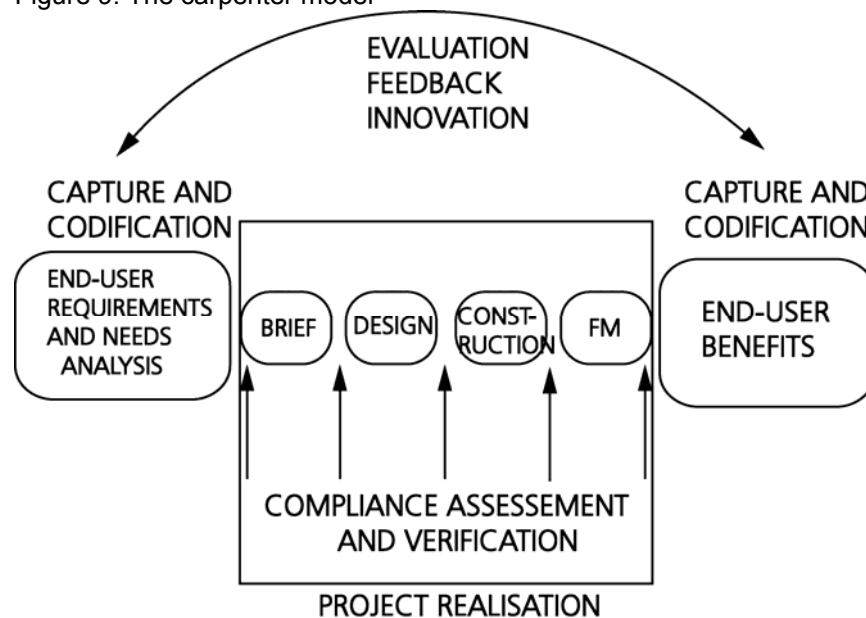 Figure 9. The carpenter model
EVALUATION
FEEDBACK
INNOVATION
CAPTURE AND
CODIFICATION
CAPTURE AND
CODIFICATION
END-USER
REQUIREMENTS
AND NEEDS
ANALYSIS
BRIEF
DESIGN
CONST-
RUCTION
FM
END-USER
BENEFITS
COMPLIANCE ASSESSEMENT
AND VERIFICATION
PROJECT REALISATION